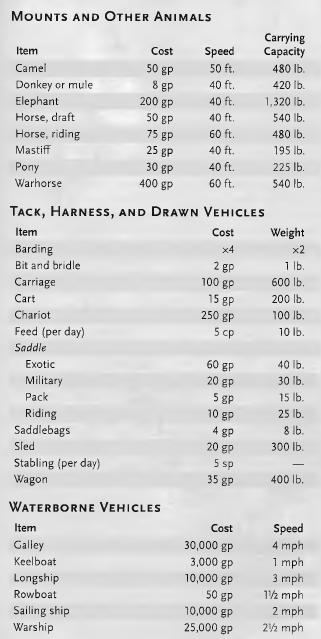 MOUNTS AND OTHER ANIMALS
Carrying
Item Cost Speed Capacity
Camel 50 gp 50 ft. 480 lb.
Donkey or mule 8 gp 40 ft. 420 lb.
Elephant 200 gp 40 ft. 1,320 lb.
Horse, draft 50 gp 40 ft. 540 lb.
Horse, riding 75 gp 60 ft. 480 lb.
Mastiff 25 gp 40 ft. 195 lb.
Pony 30 gp 40 ft. 225 lb.
Warhorse 400 gp 60 ft. 540 lb.
TACK, HARNESS, AND DRAWN VEHICLES
Item Cost Weight
Barding ×4 ×2
Bit and bridle 2 gp 1 lb.
Carriage 100 gp 600 lb.
Cart 15 gp 200 lb.
Chariot 250 gp 100 lb.
Feed (per day) 5 cp 10 lb.
Saddle
Exotic 60 gp 40 lb.
Military 20 gp 30 lb.
Pack 5 gp 15 lb.
Riding 10 gp 25 lb.
Saddlebags 4 gp 8 lb.
Sled 20 gp 300 lb.
Stabling (per day) 5 sp —
Wagon 35 gp 400 lb.
WATERBORNE VEHICLES
Item Cost Speed
Galley 30,000 gp 4 mph
Keelboat 3,000 gp 1 mph
Longship 10,000 gp 3 mph
Rowboat 50 gp 1½ mph
Sailing ship 10,000 gp 2 mph
Warship 25,000 gp 2½ mph